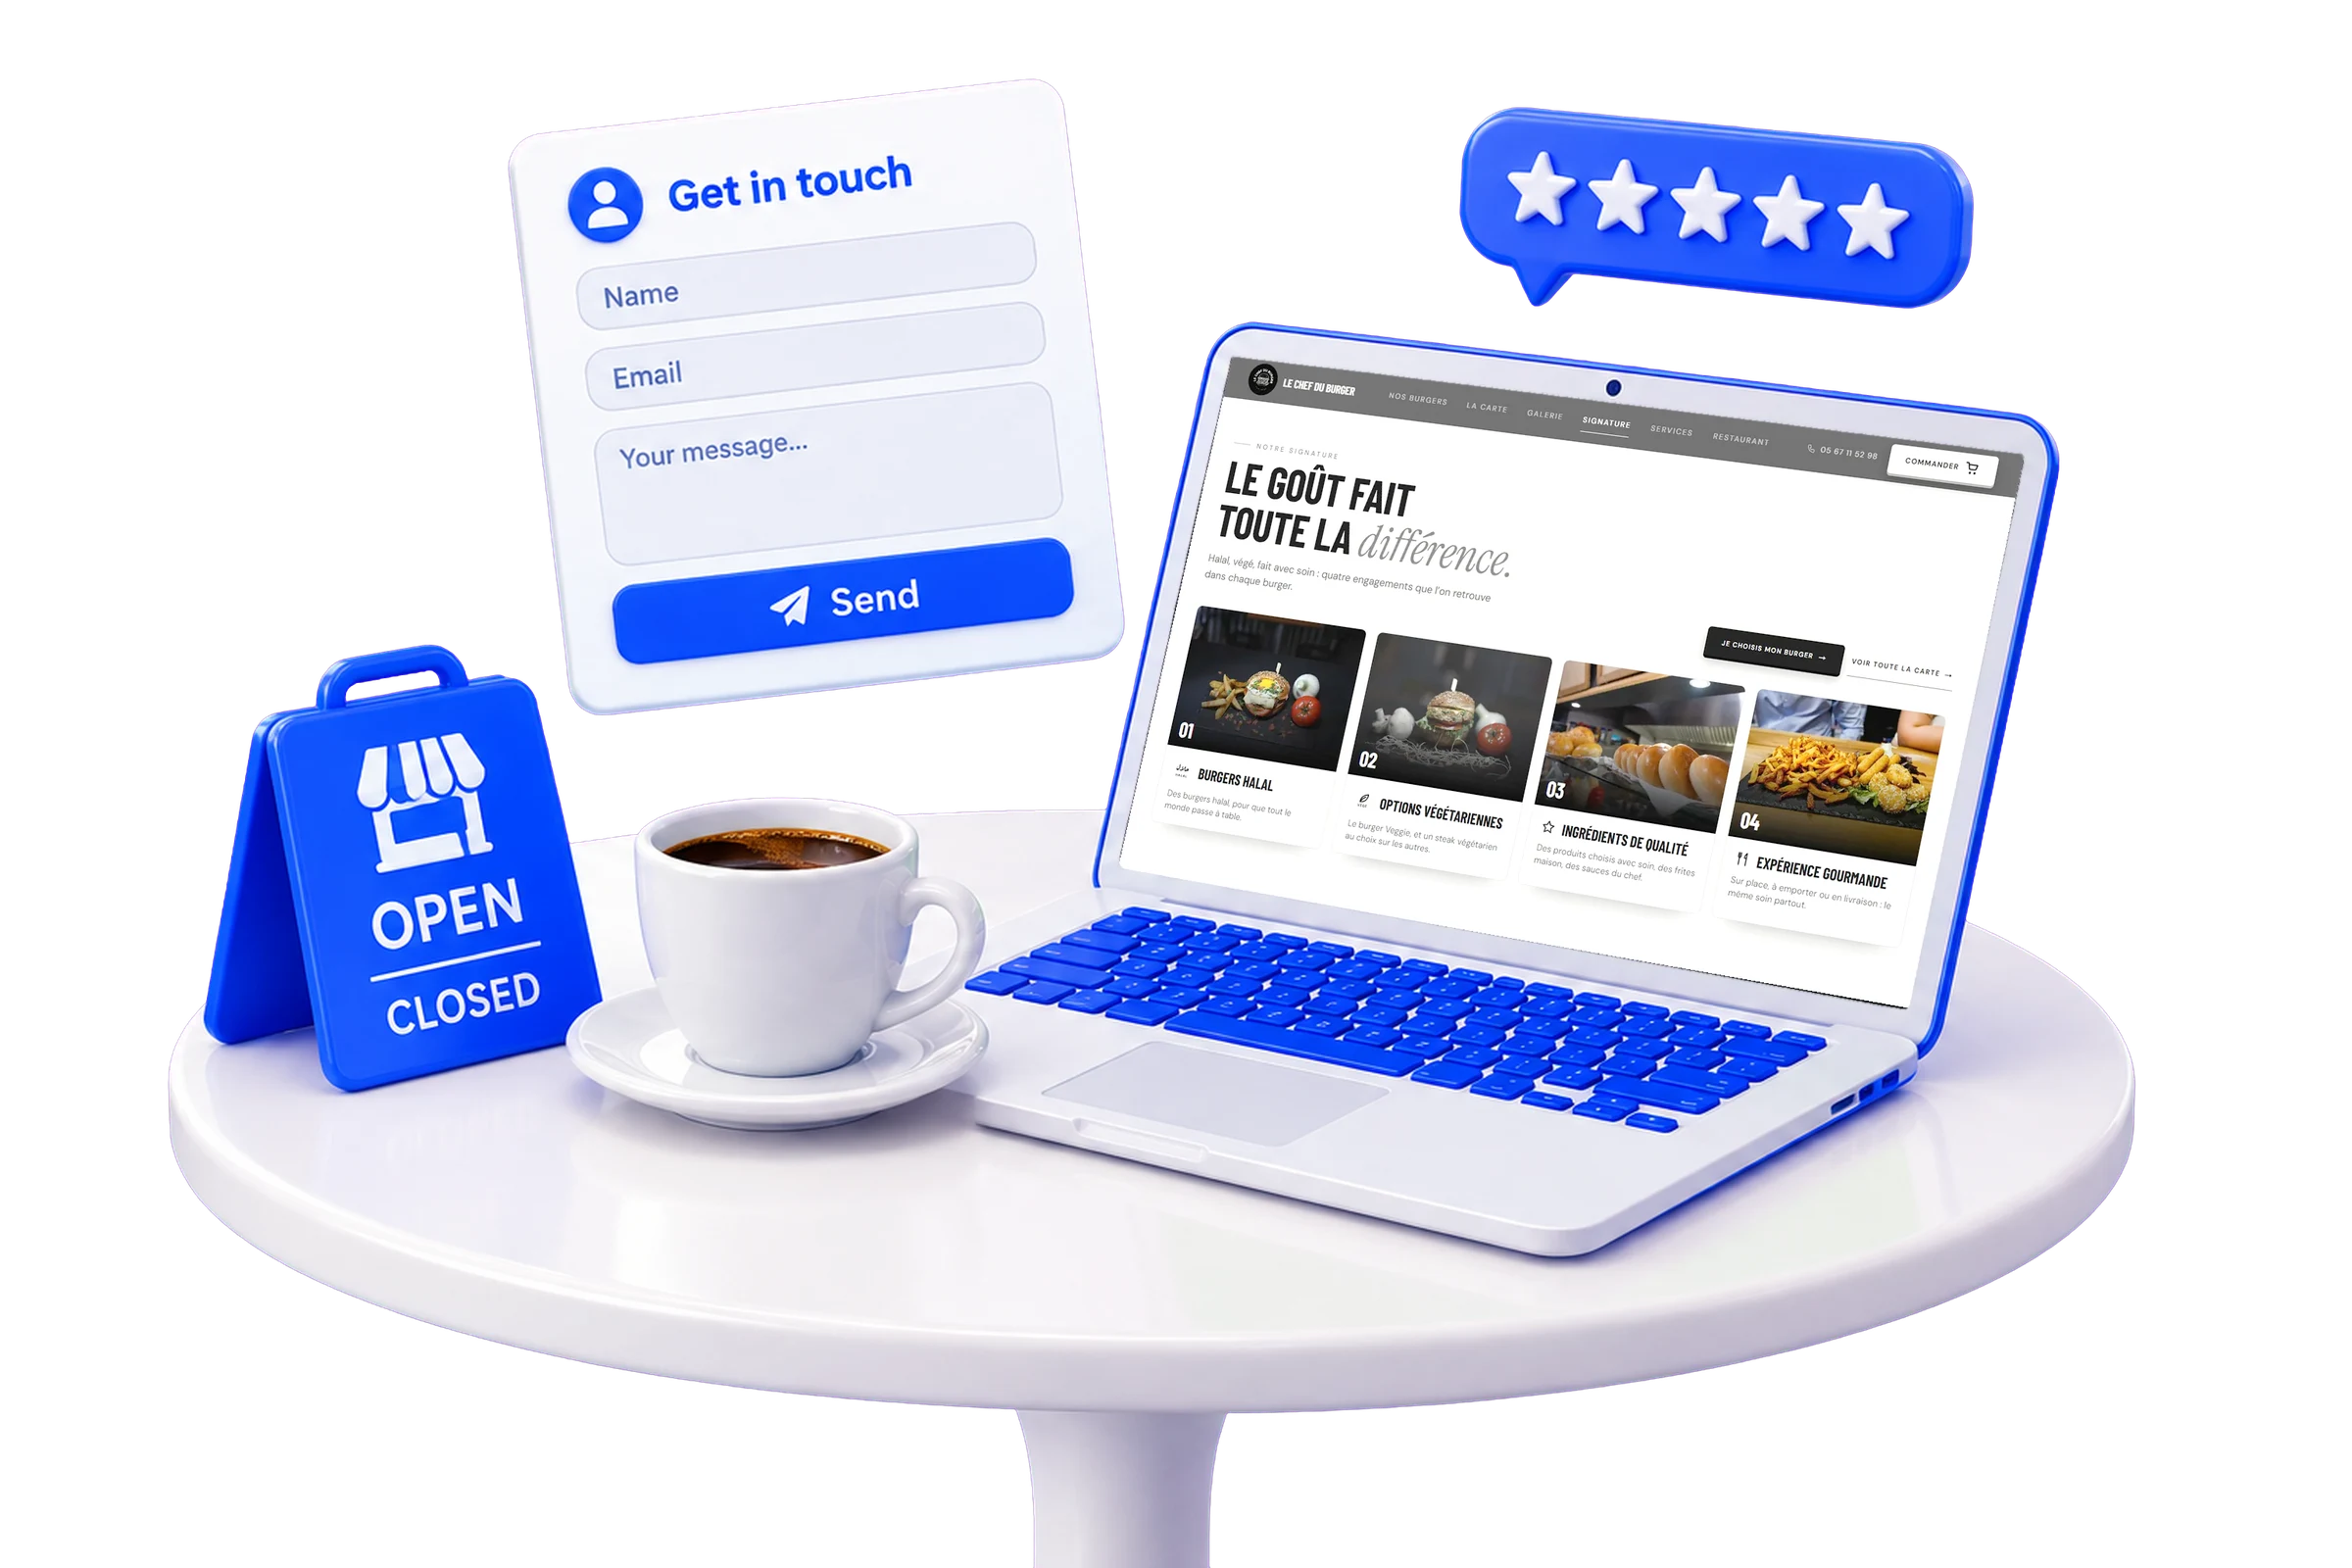 Get in touch
Name
Email
Your message...
Send
OPEN
CLOSED
LE CHEF DU BURGER
NOS BURGERS
LA CARTE
GALERIE
SIGNATURE
SERVICES
RESTAURANT
05 67 11 52 98
COMMANDER
NOTRE SIGNATURE
LE GOÛT FAIT
TOUTE LA différence.
Halal, végé, fait avec soin : quatre engagements que l'on retrouve
dans chaque burger.
JE CHOISIS MON BURGER →
VOIR TOUTE LA CARTE →
01
BURGERS HALAL
Des burgers halal, pour que tout le
monde passe à table.
02
OPTIONS VÉGÉTARIENNES
Le burger Veggie, et un steak végétarien
au choix sur les autres.
03
INGRÉDIENTS DE QUALITÉ
Des produits choisis avec soin, des frites
maison, des sauces du chef.
04
EXPÉRIENCE GOURMANDE
Sur place, à emporter ou en livraison : le
même soin partout.